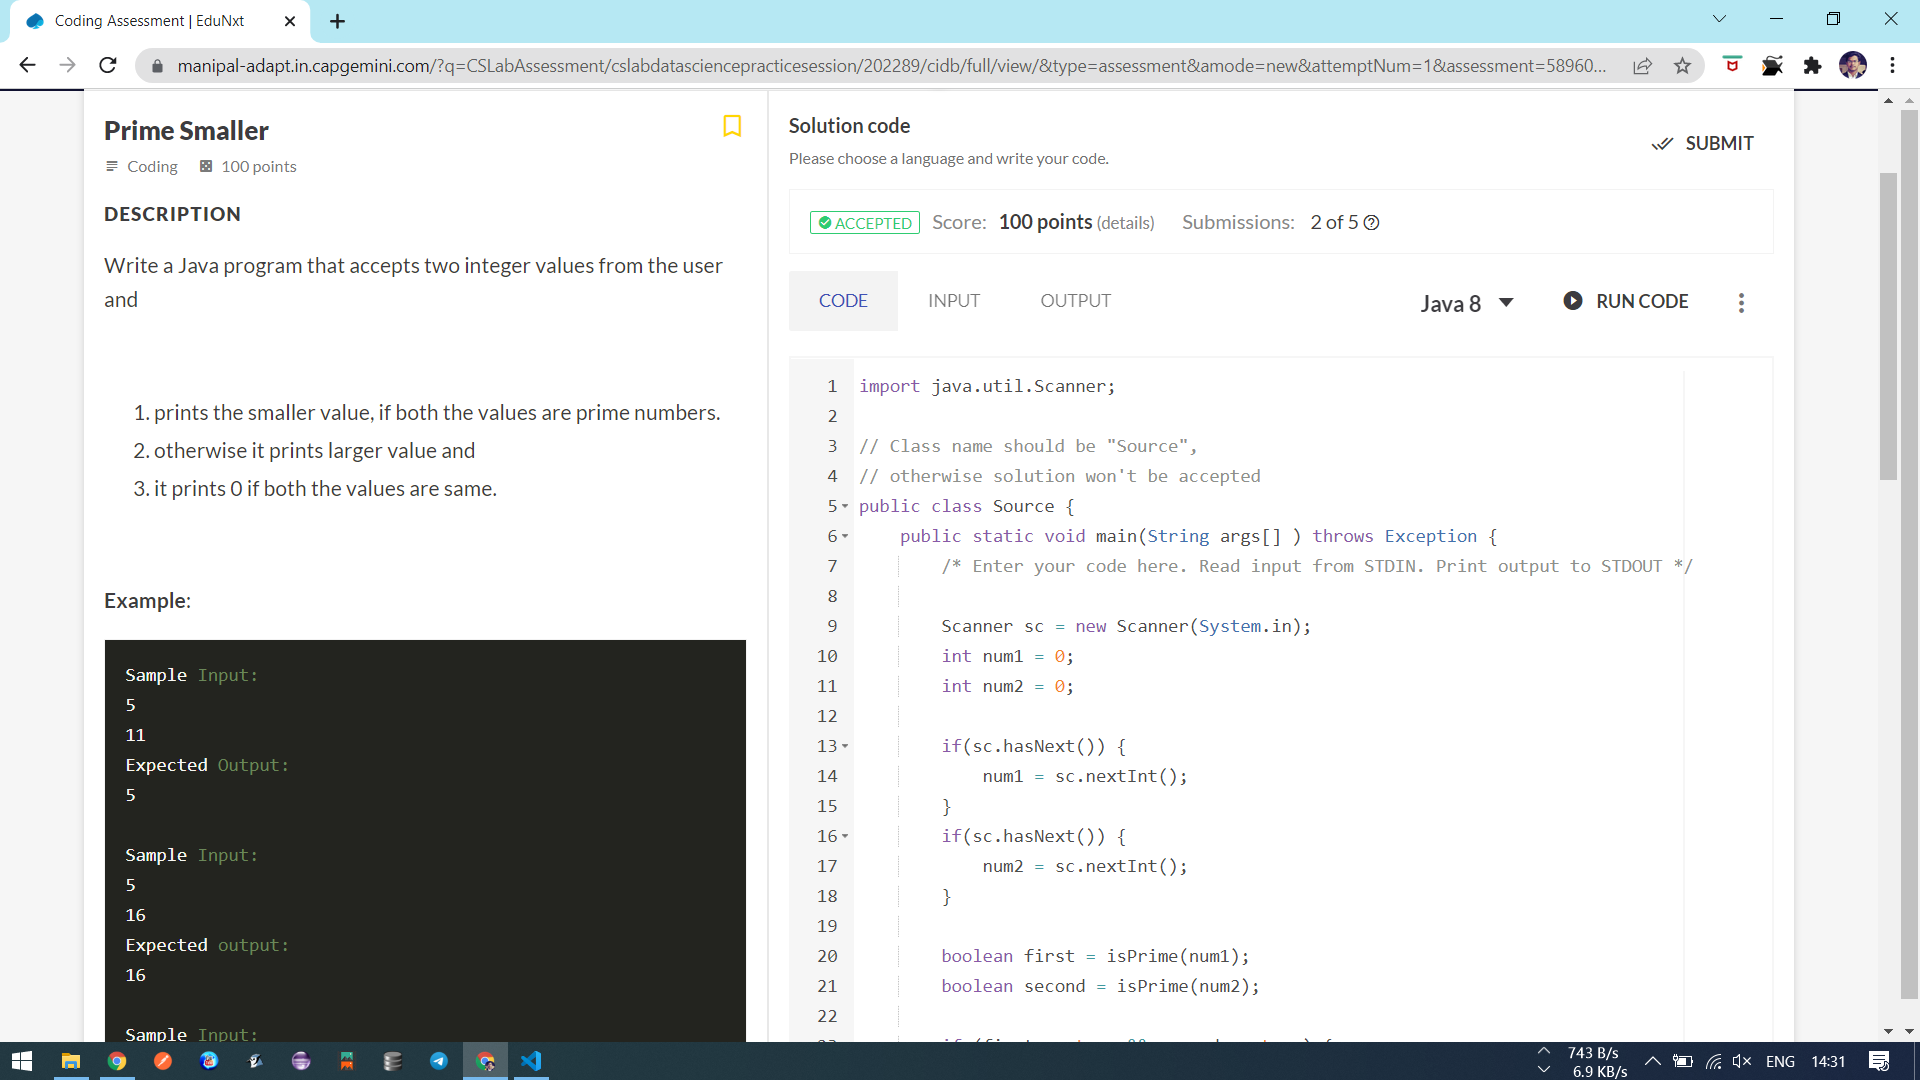 Coding Assessment | EduNxt
manipal-adapt.in.capgemini.com/?q=CSLabAssessment/cslabdatasciencepracticesession/202289/cidb/full/view/&type=assessment&amode=new&attemptNum=1&assessment=58960...
Prime Smaller
Coding 100 points
DESCRIPTION
Write a Java program that accepts two integer values from the user
and
1. prints the smaller value, if both the values are prime numbers.
2. otherwise it prints larger value and
3. it prints 0 if both the values are same.
Example:
Sample Input:
5
11
Expected Output:
5
Sample Input:
5
16
Expected output:
16
Sample Input:
Solution code
Please choose a language and write your code.
SUBMIT
ACCEPTED Score: 100 points (details) Submissions: 2 of 5
CODE INPUT OUTPUT Java 8 RUN CODE
1 import java.util.Scanner;
2
3 // Class name should be "Source",
4 // otherwise solution won't be accepted
5 public class Source {
6 public static void main(String args[] ) throws Exception {
7 /* Enter your code here. Read input from STDIN. Print output to STDOUT */
8
9 Scanner sc = new Scanner(System.in);
10 int num1 = 0;
11 int num2 = 0;
12
13 if(sc.hasNext()) {
14 num1 = sc.nextInt();
15 }
16 if(sc.hasNext()) {
17 num2 = sc.nextInt();
18 }
19
20 boolean first = isPrime(num1);
21 boolean second = isPrime(num2);
22
743 B/s
6.9 KB/s
ENG 14:31